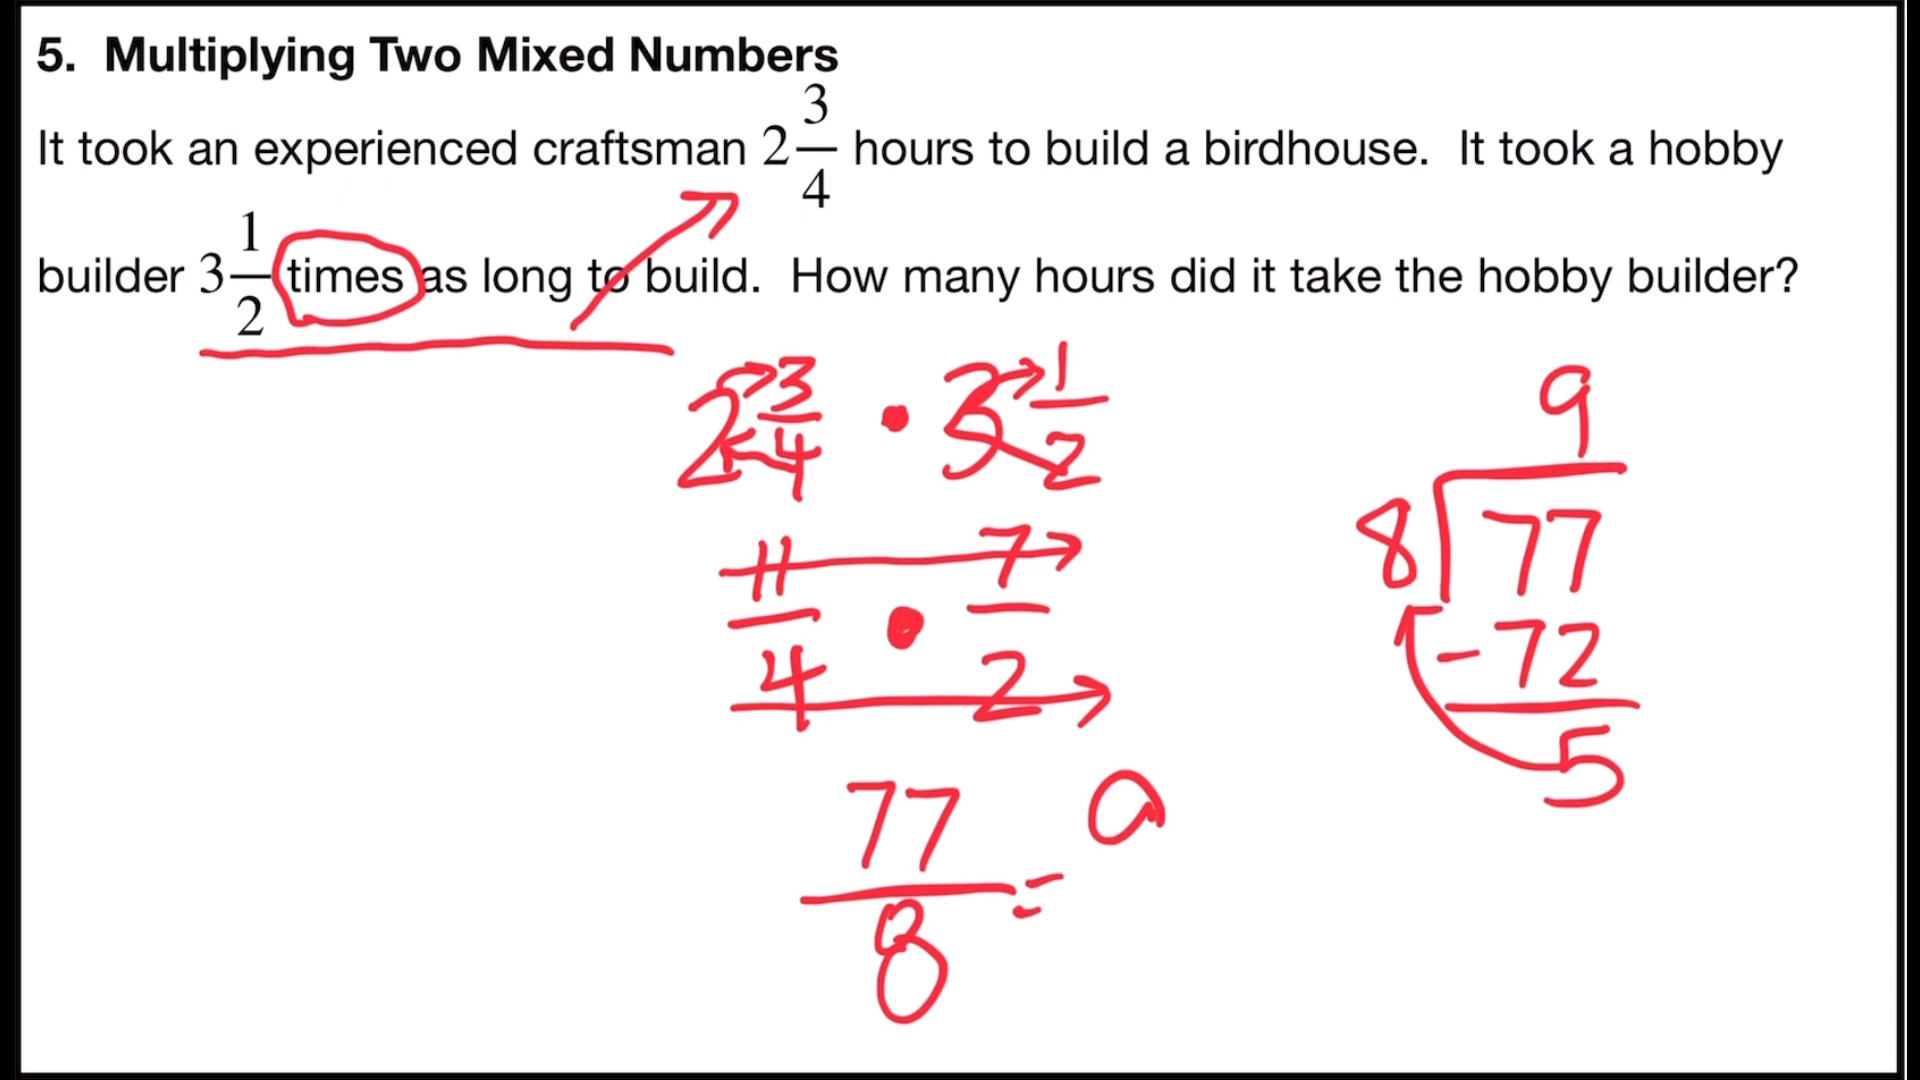 5. Multiplying Two Mixed Numbers
It took an experienced craftsman 2 3/4 hours to build a birdhouse. It took a hobby
builder 3 1/2 times as long to build. How many hours did it take the hobby builder?
2 3/4 • 3 1/2
11/4 • 7/2
77/8 =
9
8 77
-72
5